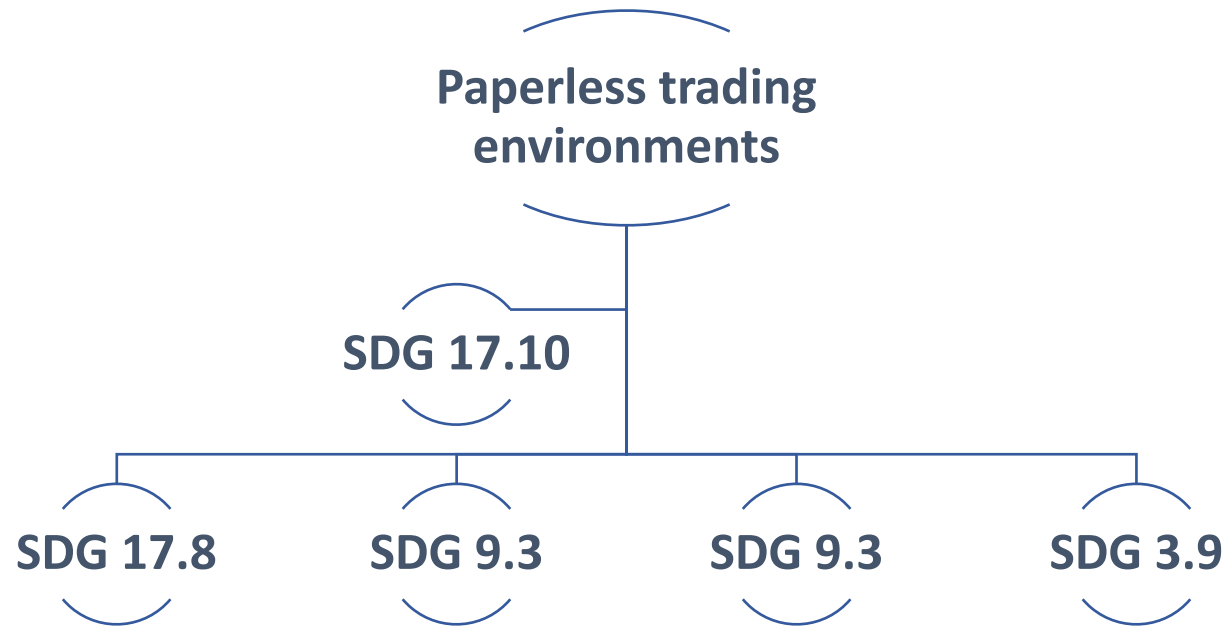 Paperless trading
environments
SDG 17.10
SDG 17.8
SDG 9.3
SDG 9.3
SDG 3.9